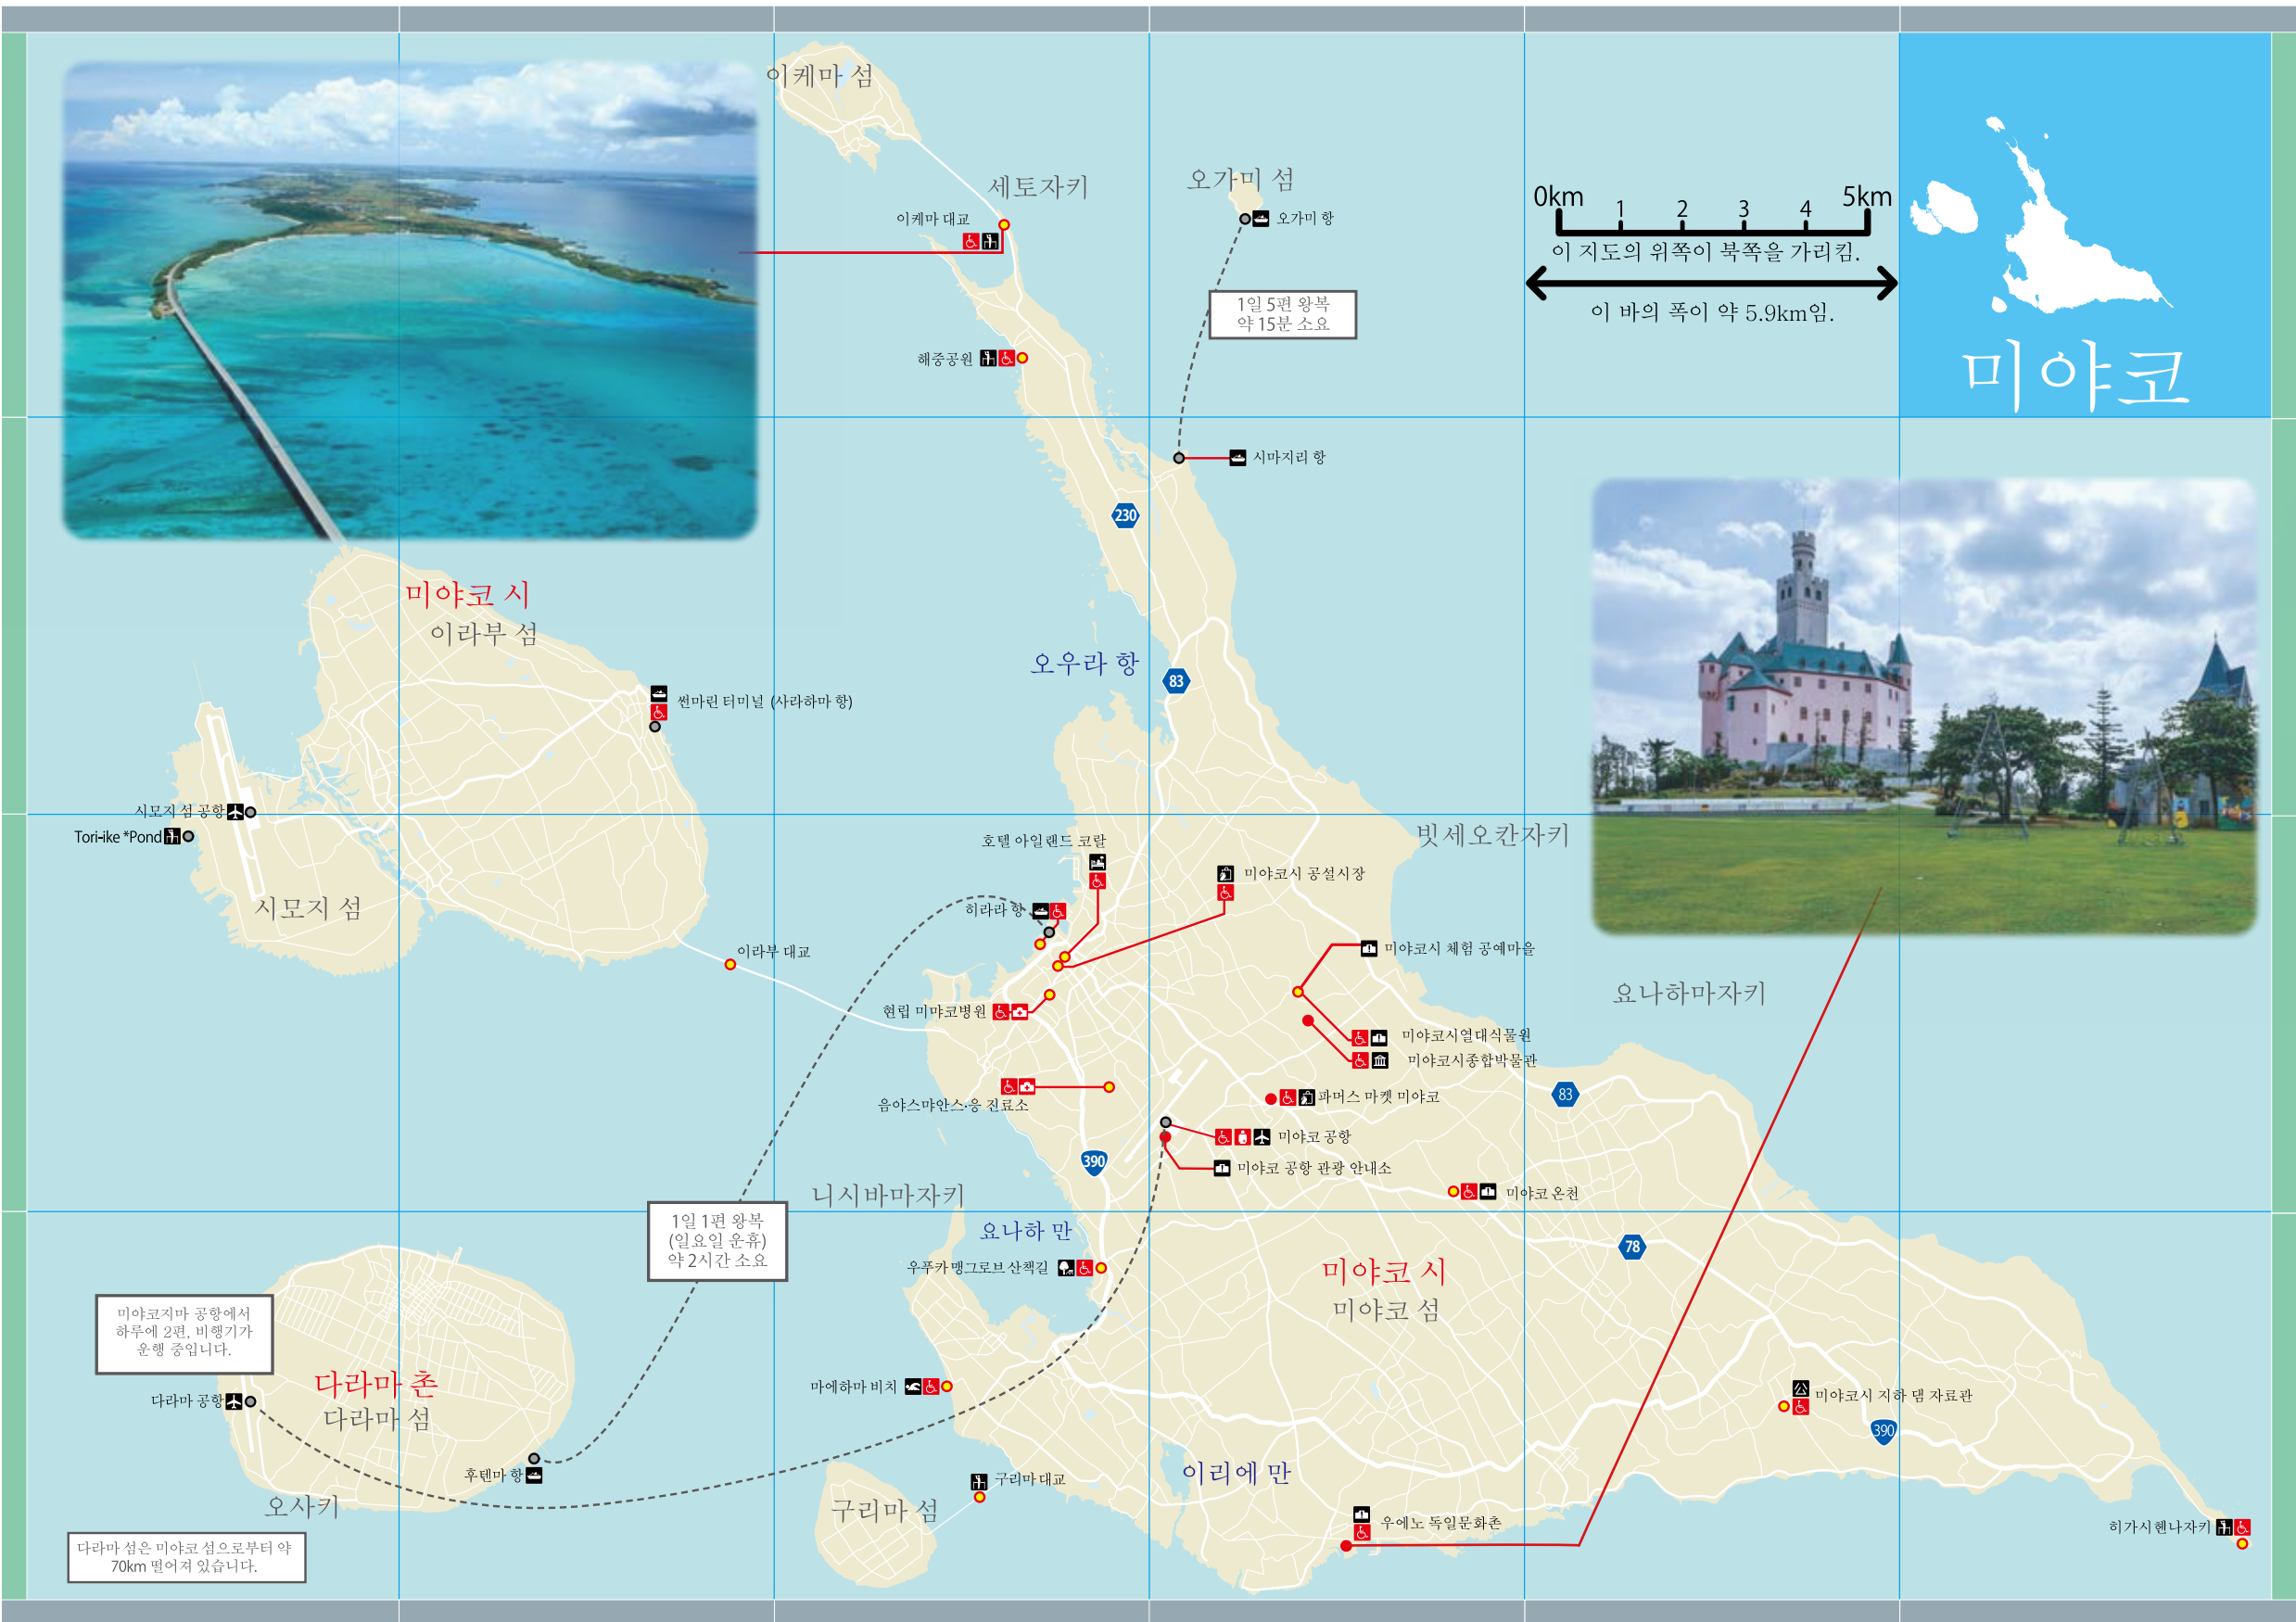 이케마 섬
세토자키
오가미 섬
이케마 대교
오가미 항
0km 1 2 3 4 5km
이 지도의 위쪽이 북쪽을 가리킴.
이 바의 폭이 약 5.9km임.
미야코
1일 5편 왕복
약 15분 소요
해중공원
시마지리 항
230
미야코 시
이라부 섬
오우라 항
83
썬마린 터미널 (사라하마 항)
시모지 섬 공항
Tori-ike *Pond
시모지 섬
호텔 아일랜드 코랄
빗세오칸자키
미야코시 공설시장
히라라 항
이라부 대교
미야코시 체험 공예마을
요나하마자키
현립 미먀코병원
미야코시열대식물원
미야코시종합박물관
음야스먀안스·응 진료소
파머스 마켓 미야코
83
미야코 공항
390
미야코 공항 관광 안내소
니시바마자키
미야코 온천
1일 1편 왕복
(일요일 운휴)
약 2시간 소요
요나하 만
78
우푸카 맹그로브 산책길
미야코 시
미야코 섬
미야코지마 공항에서
하루에 2편, 비행기가
운행 중입니다.
다라마 촌
다라마 섬
다라마 공항
마에하마 비치
公
미야코시 지하 댐 자료관
390
후텐마 항
구리마 대교
이리에 만
오사키
구리마 섬
우에노 독일문화촌
히가시헨나자키
다라마 섬은 미야코 섬으로부터 약
70km 떨어져 있습니다.